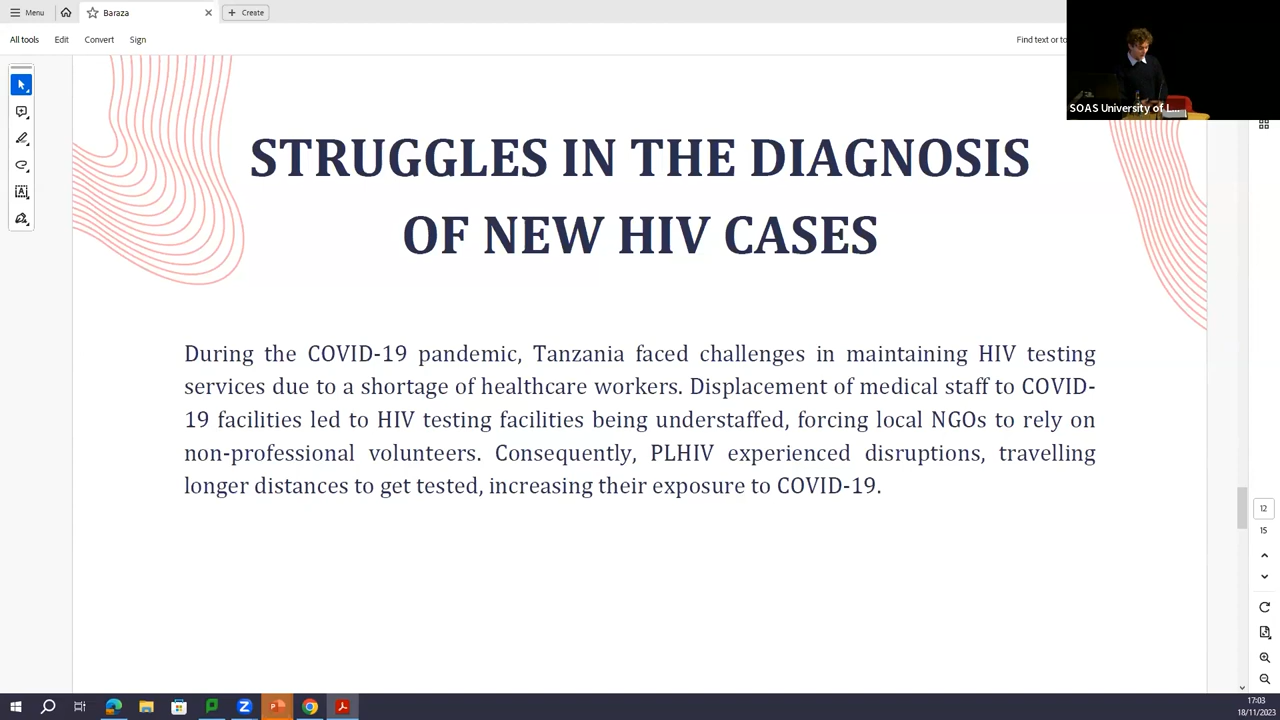 Menu
Baraza
Create
All tools
Edit
Convert
Sign
Find text or to
SOAS University of L...
STRUGGLES IN THE DIAGNOSIS
OF NEW HIV CASES
During the COVID-19 pandemic, Tanzania faced challenges in maintaining HIV testing
services due to a shortage of healthcare workers. Displacement of medical staff to COVID-
19 facilities led to HIV testing facilities being understaffed, forcing local NGOs to rely on
non-professional volunteers. Consequently, PLHIV experienced disruptions, travelling
longer distances to get tested, increasing their exposure to COVID-19.
12
15
17:03
18/11/2023